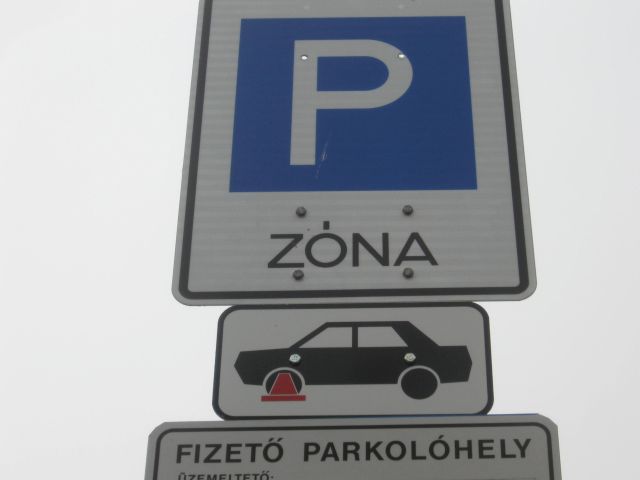 P
ZÓNA
FIZETŐ PARKOLÓHELY
ÜZEMELTETŐ: